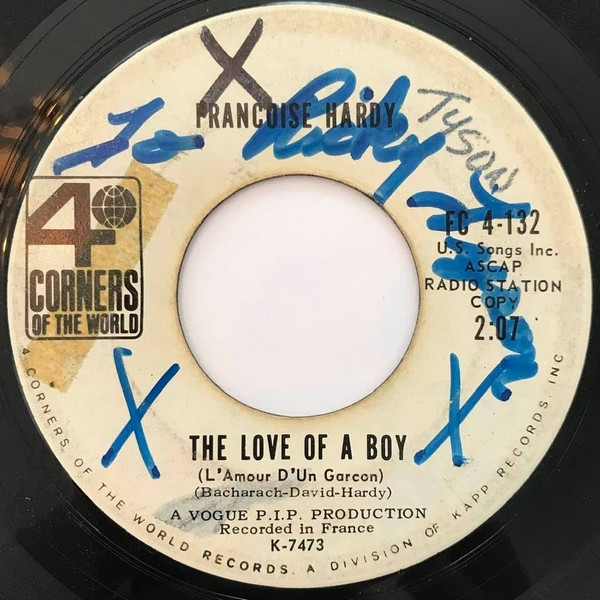 X
FRANCOISE HARDY
To Ricky
TYSON
4
CORNERS
OF THE WORLD
FC 4-132
U.S. Songs Inc.
ASCAP
RADIO STATION
COPY
2:07
X
X
THE LOVE OF A BOY
(L'Amour D'Un Garcon)
(Bacharach-David-Hardy)
A VOGUE P.I.P. PRODUCTION
Recorded in France
K-7473
4 CORNERS OF THE WORLD RECORDS, A DIVISION OF KAPP RECORDS, INC